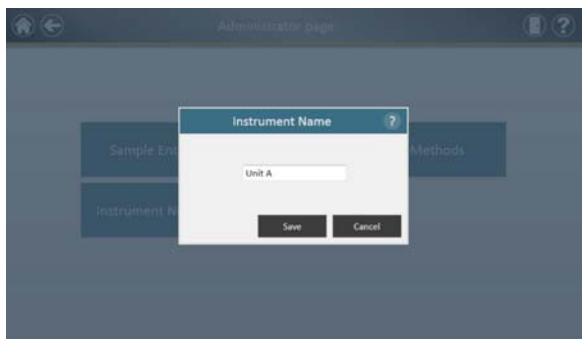 Administrator page
?
Instrument Name
?
Sample Ent
Methods
Unit A
Instrument N
Save
Cancel